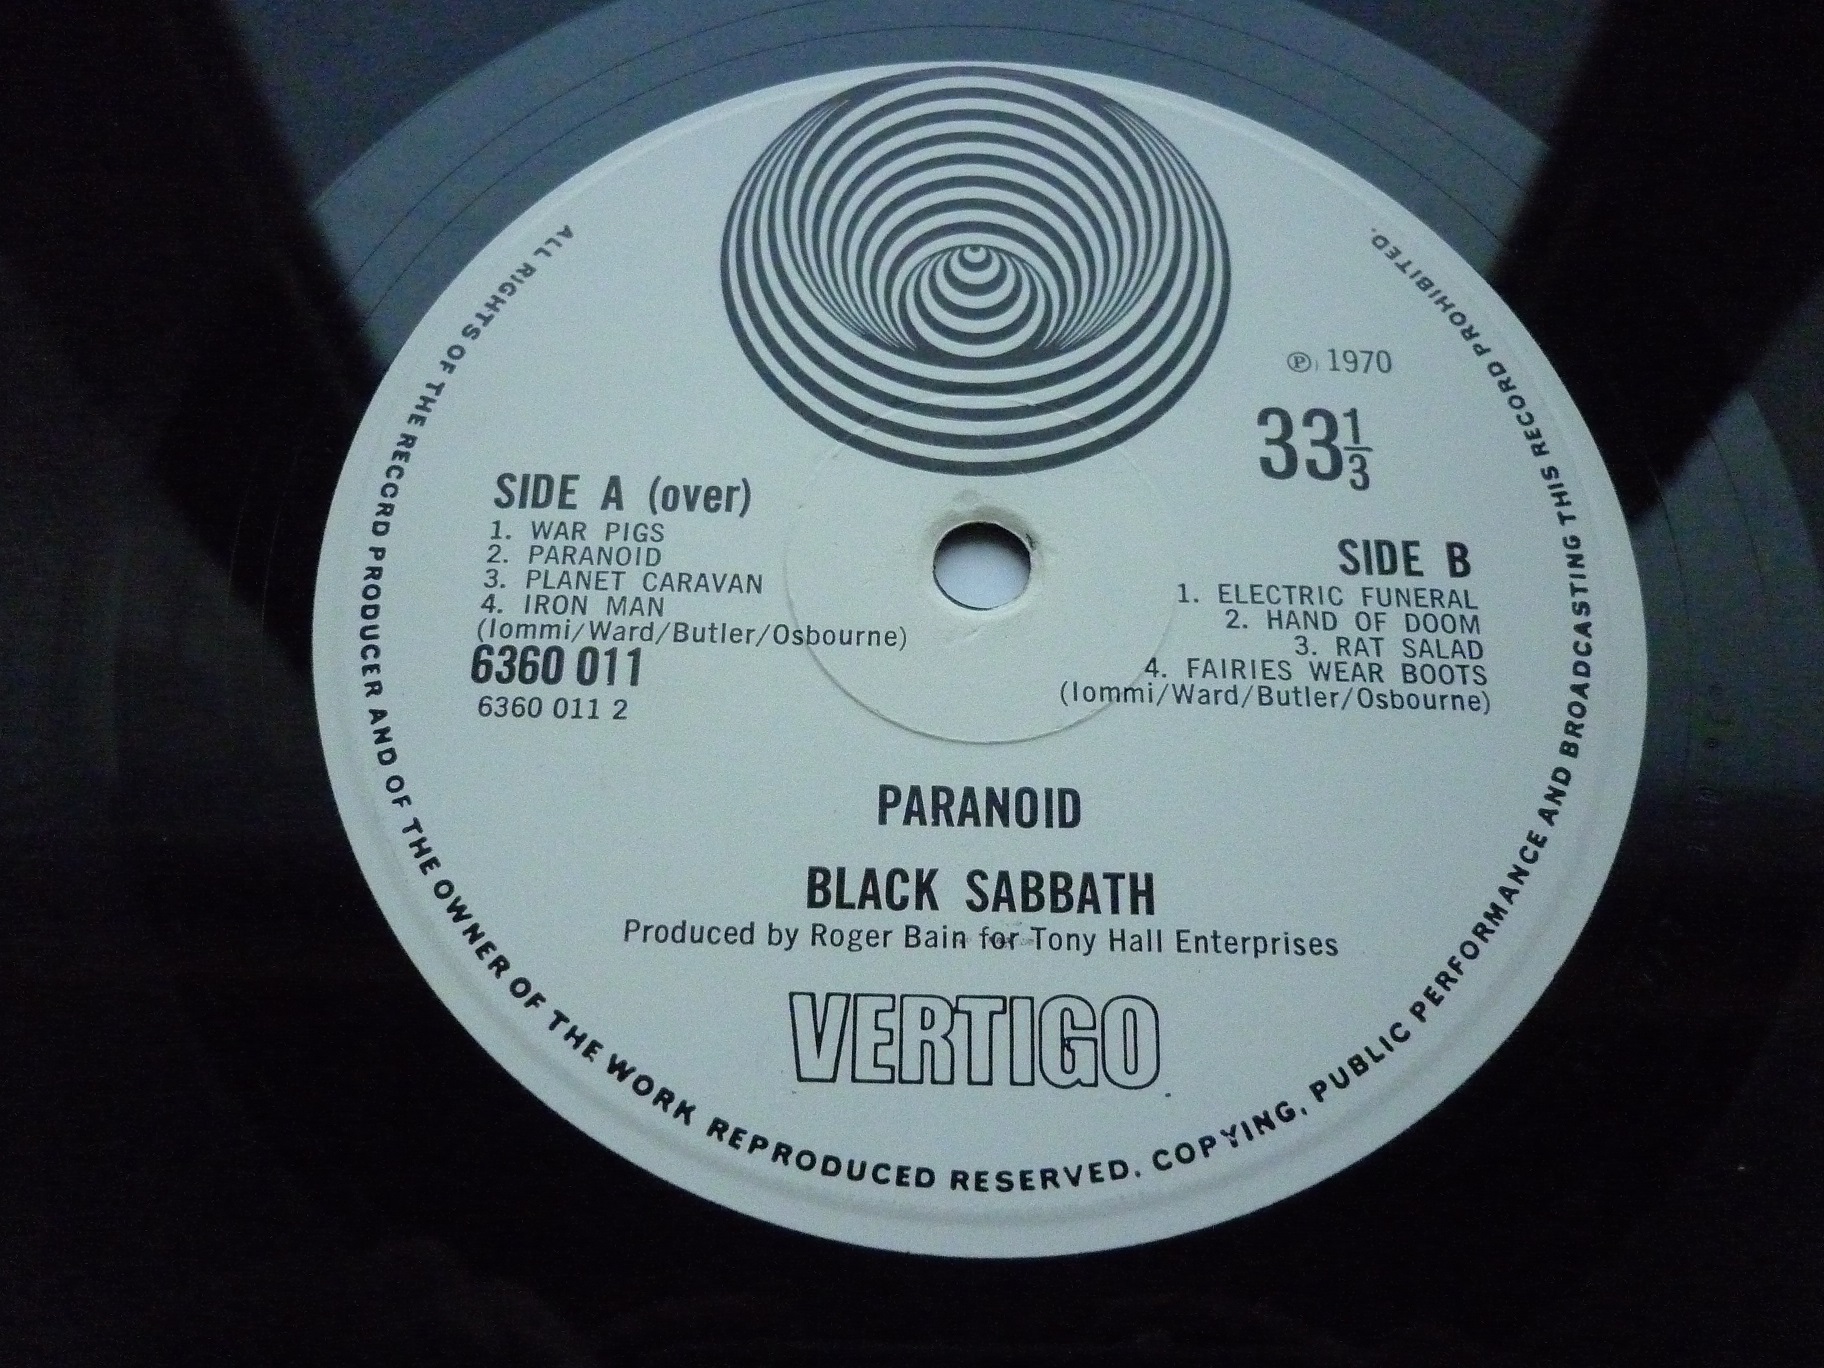 ALL RIGHTS OF THE RECORD PRODUCER AND OF THE OWNER OF THE WORK REPRODUCED RESERVED. COPYING, PUBLIC PERFORMANCE AND BROADCASTING THIS RECORD PROHIBITED.
℗ 1970
33 1/3
SIDE A (over)
1. WAR PIGS
2. PARANOID
3. PLANET CARAVAN
4. IRON MAN
(Iommi/Ward/Butler/Osbourne)
6360 011
6360 011 2
SIDE B
1. ELECTRIC FUNERAL
2. HAND OF DOOM
3. RAT SALAD
4. FAIRIES WEAR BOOTS
(Iommi/Ward/Butler/Osbourne)
PARANOID
BLACK SABBATH
Produced by Roger Bain for Tony Hall Enterprises
VERTIGO